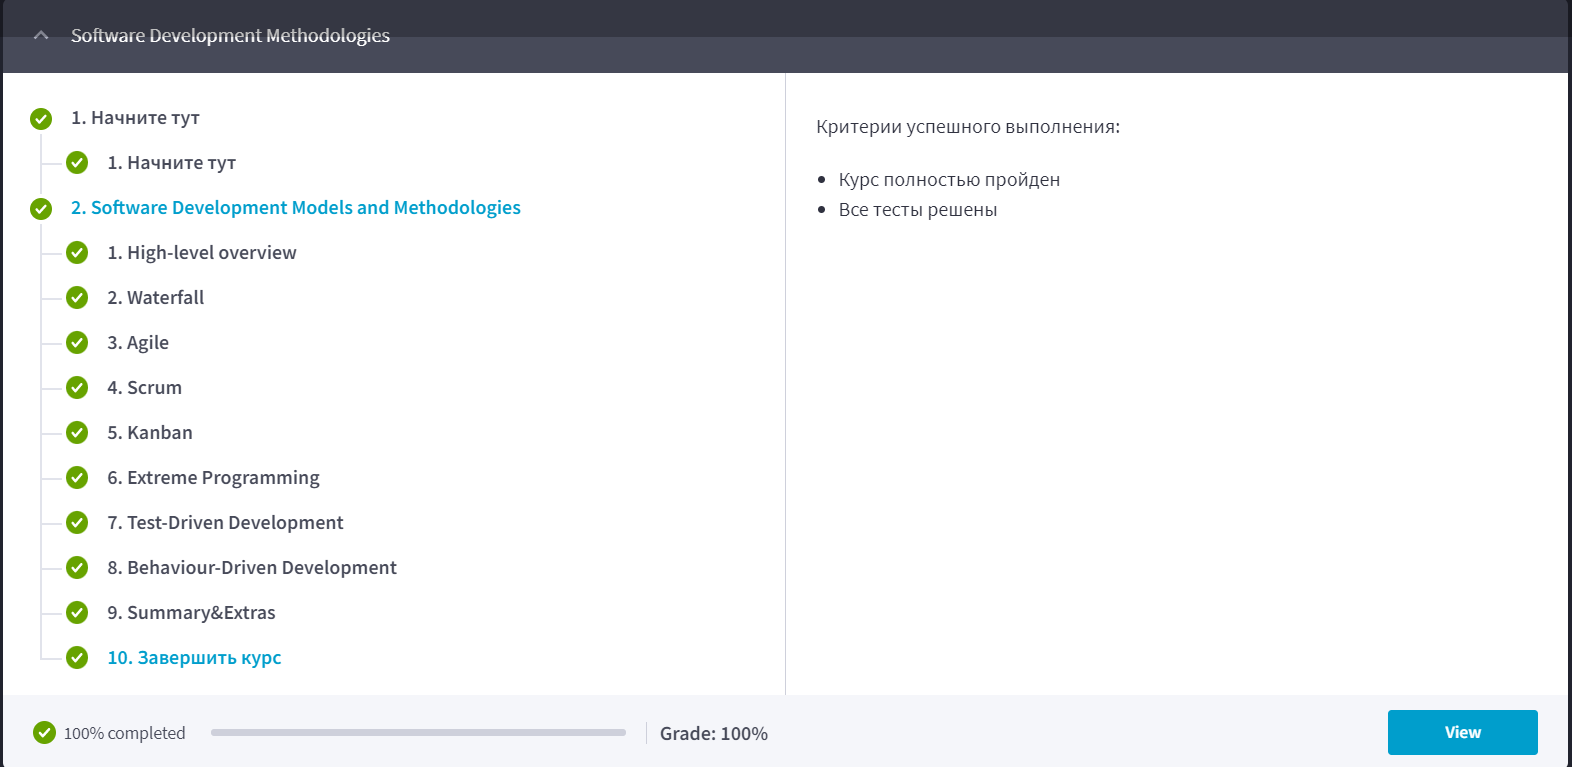 Software Development Methodologies
1. Начните тут
1. Начните тут
2. Software Development Models and Methodologies
1. High-level overview
2. Waterfall
3. Agile
4. Scrum
5. Kanban
6. Extreme Programming
7. Test-Driven Development
8. Behaviour-Driven Development
9. Summary&Extras
10. Завершить курс
Критерии успешного выполнения:
Курс полностью пройден
Все тесты решены
100% completed
Grade: 100%
View